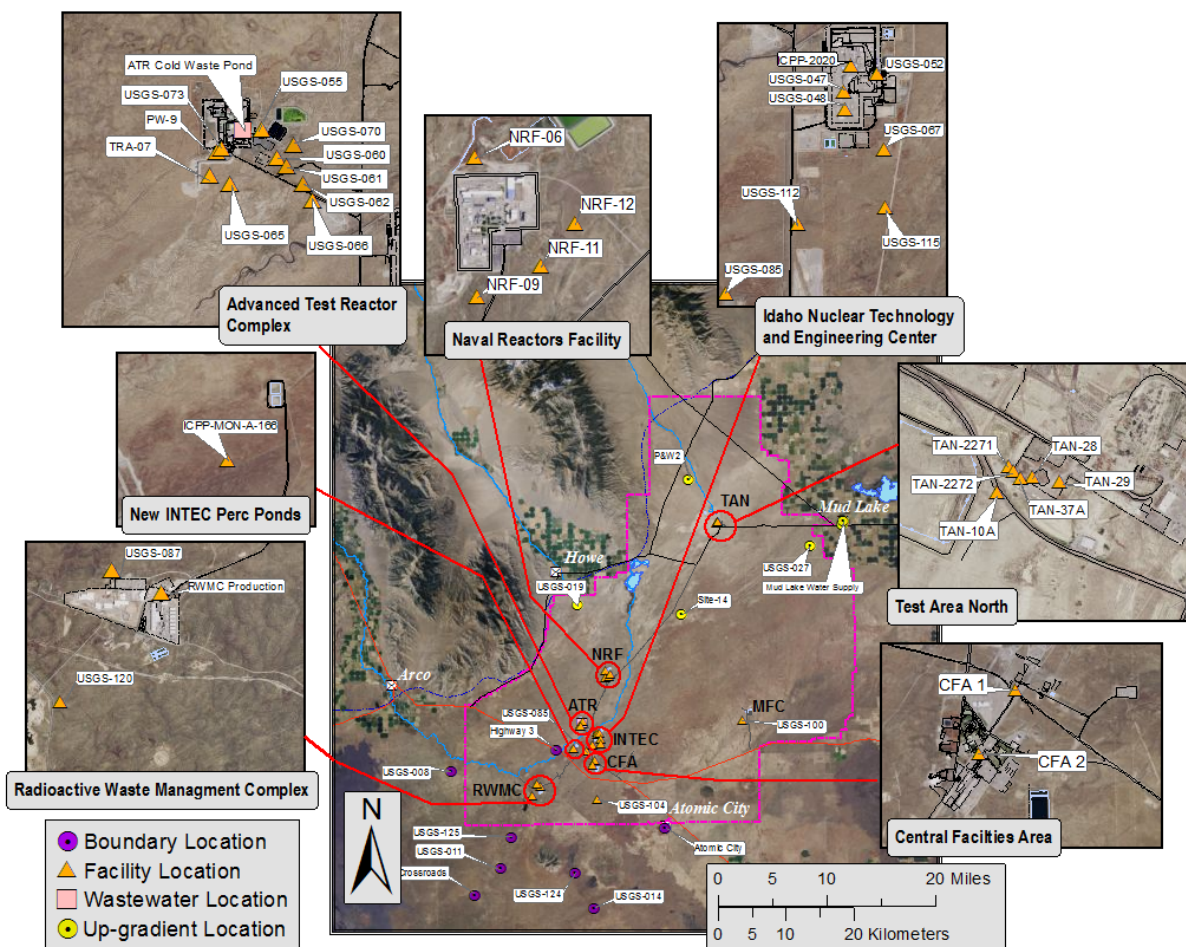 ATR Cold Waste Pond
USGS-055
USGS-073
PW-9
TRA-07
USGS-070
USGS-060
USGS-061
USGS-062
USGS-065
USGS-066
Advanced Test Reactor
Complex
NRF-06
NRF-12
NRF-11
NRF-09
Naval Reactors Facility
ICPP-2020
USGS-052
USGS-047
USGS-048
USGS-067
USGS-112
USGS-115
USGS-085
Idaho Nuclear Technology
and Engineering Center
ICPP-MON-A-166
New INTEC Perc Ponds
TAN-2271
TAN-28
TAN-2272
TAN-29
TAN-37A
TAN-10A
Test Area North
USGS-087
RWMC Production
USGS-120
Radioactive Waste Managment Complex
CFA 1
CFA 2
Central Facilties Area
P&W2
TAN
Mud Lake
Howe
USGS-027
Mud Lake Water Supply
USGS-019
Site-14
NRF
Arco
ATR
MFC
USGS-085
USGS-100
Highway 3
INTEC
USGS-008
CFA
RWMC
USGS-104
Atomic City
USGS-125
Atomic City
USGS-011
Crossroads
USGS-124
USGS-014
N
Boundary Location
Facility Location
Wastewater Location
Up-gradient Location
0 5 10 20 Miles
0 5 10 20 Kilometers